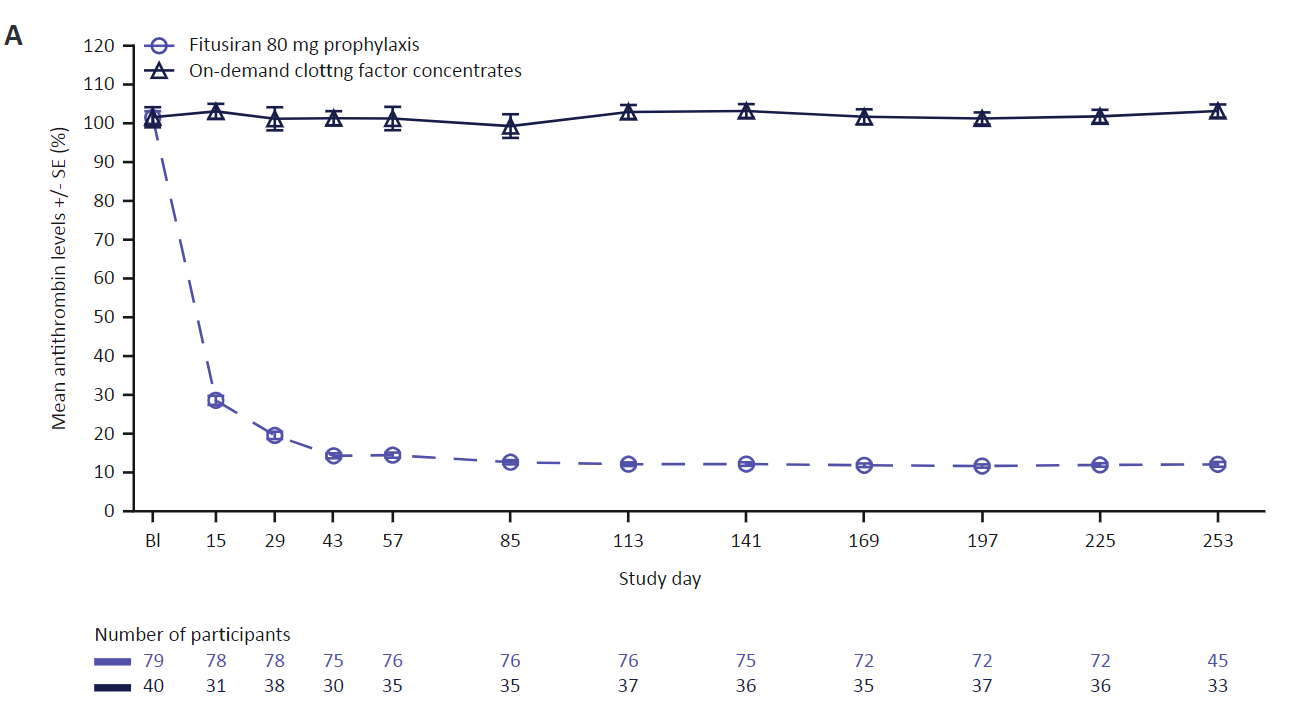 A
Fitusiran 80 mg prophylaxis
On-demand clottng factor concentrates
Mean antithrombin levels +/- SE (%)
120
110
100
90
80
70
60
50
40
30
20
10
0
Bl 15 29 43 57 85 113 141 169 197 225 253
Study day
Number of participants
79 78 78 75 76 76 76 75 72 72 72 45
40 31 38 30 35 35 37 36 35 37 36 33